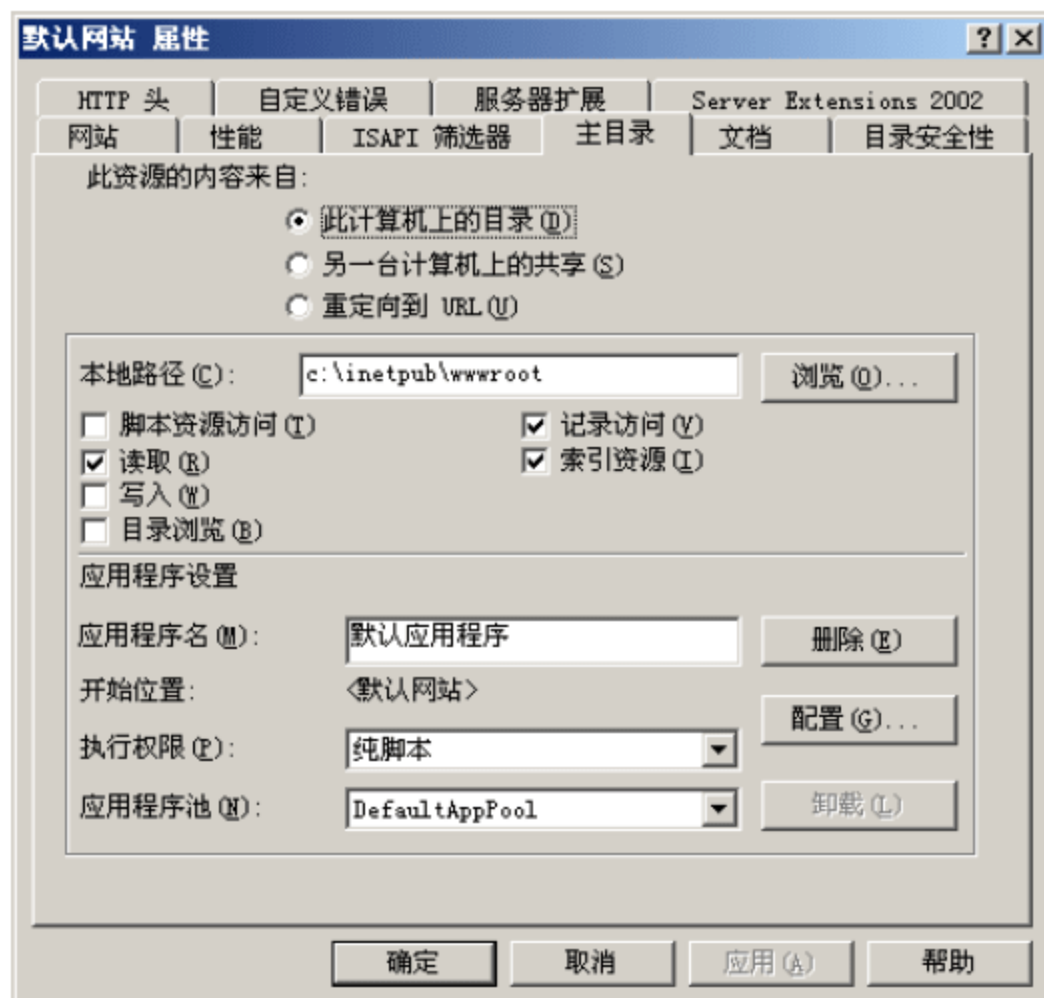 默认网站 属性
HTTP 头 自定义错误 服务器扩展 Server Extensions 2002
网站 性能 ISAPI 筛选器 主目录 文档 目录安全性
此资源的内容来自:
此计算机上的目录(D)
另一台计算机上的共享(S)
重定向到 URL(U)
本地路径(C): c:\inetpub\wwwroot 浏览(O)...
脚本资源访问(T) 记录访问(V)
读取(R) 索引资源(I)
写入(W)
目录浏览(B)
应用程序设置
应用程序名(M): 默认应用程序 删除(E)
开始位置: <默认网站>
配置(G)...
执行权限(P): 纯脚本
应用程序池(N): DefaultAppPool 卸载(L)
确定 取消 应用(A) 帮助